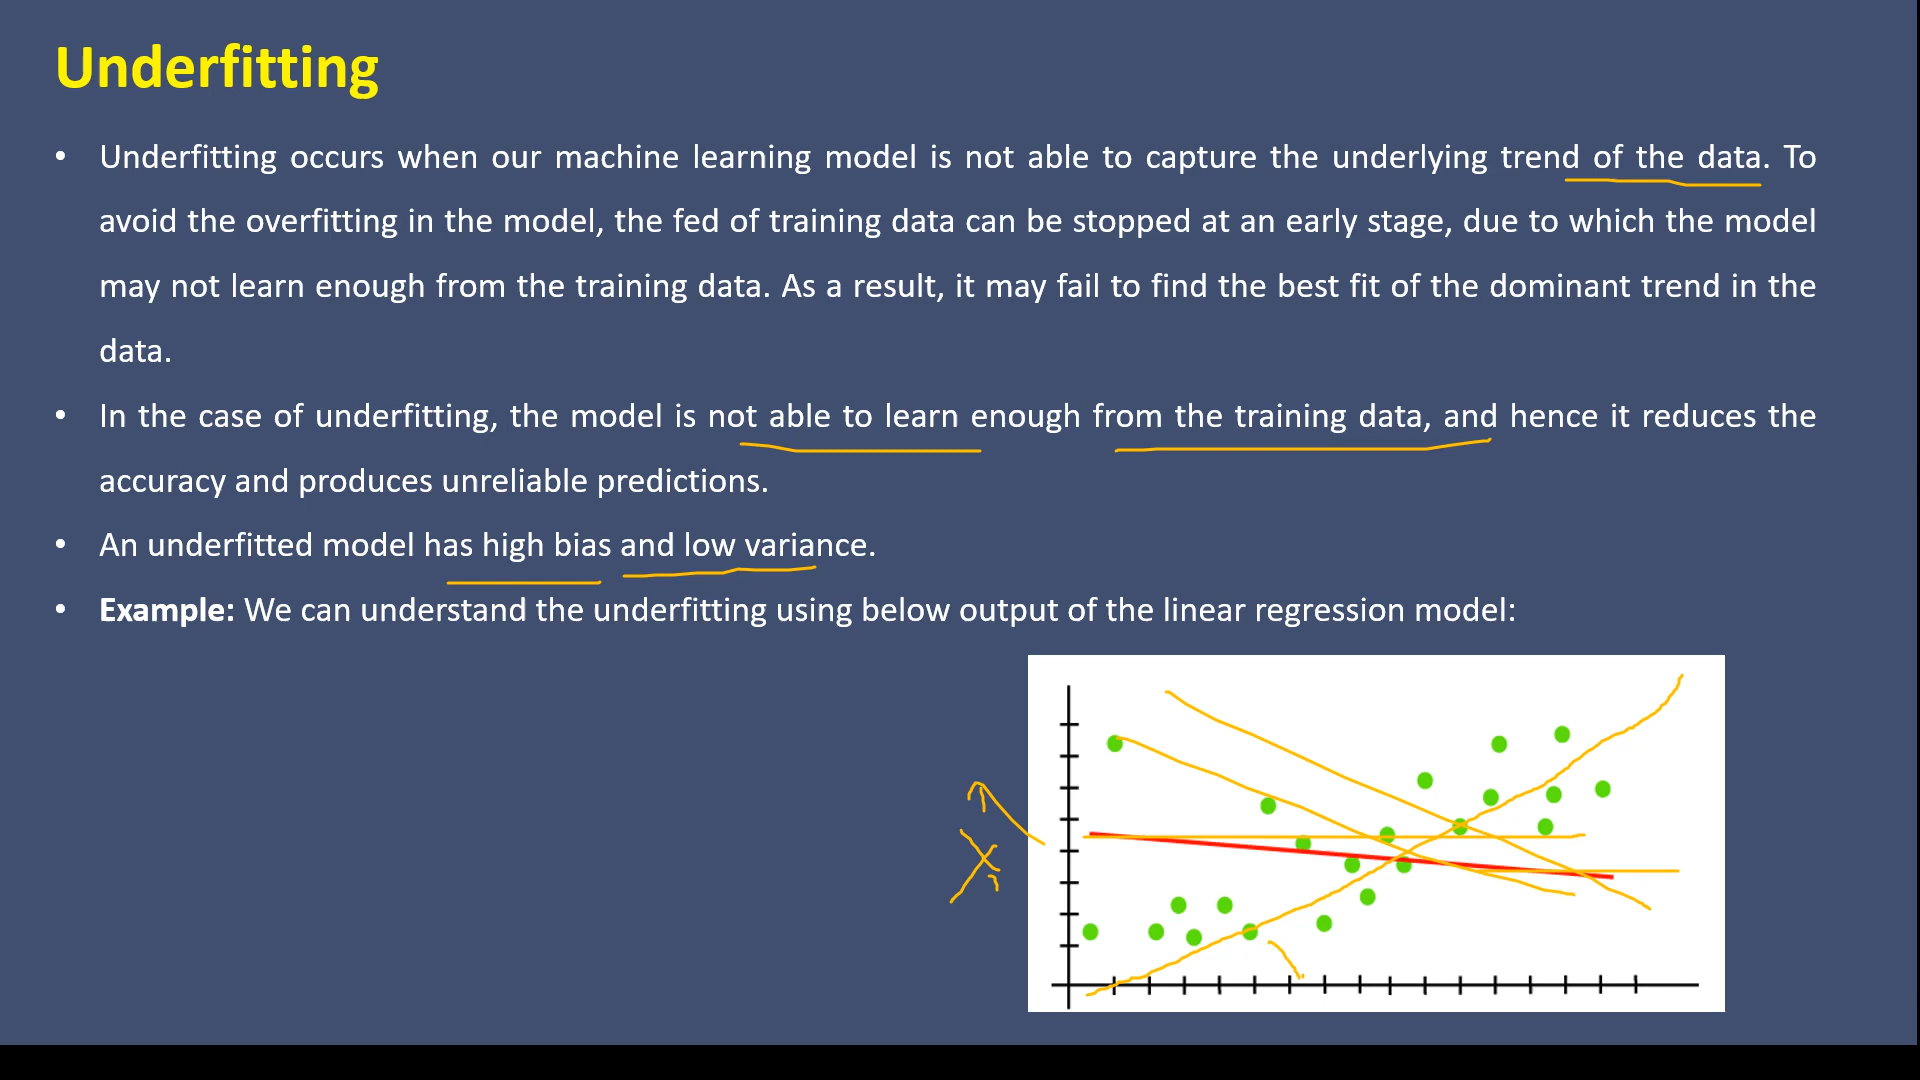 Underfitting
• Underfitting occurs when our machine learning model is not able to capture the underlying trend of the data. To
avoid the overfitting in the model, the fed of training data can be stopped at an early stage, due to which the model
may not learn enough from the training data. As a result, it may fail to find the best fit of the dominant trend in the
data.
• In the case of underfitting, the model is not able to learn enough from the training data, and hence it reduces the
accuracy and produces unreliable predictions.
• An underfitted model has high bias and low variance.
• Example: We can understand the underfitting using below output of the linear regression model: